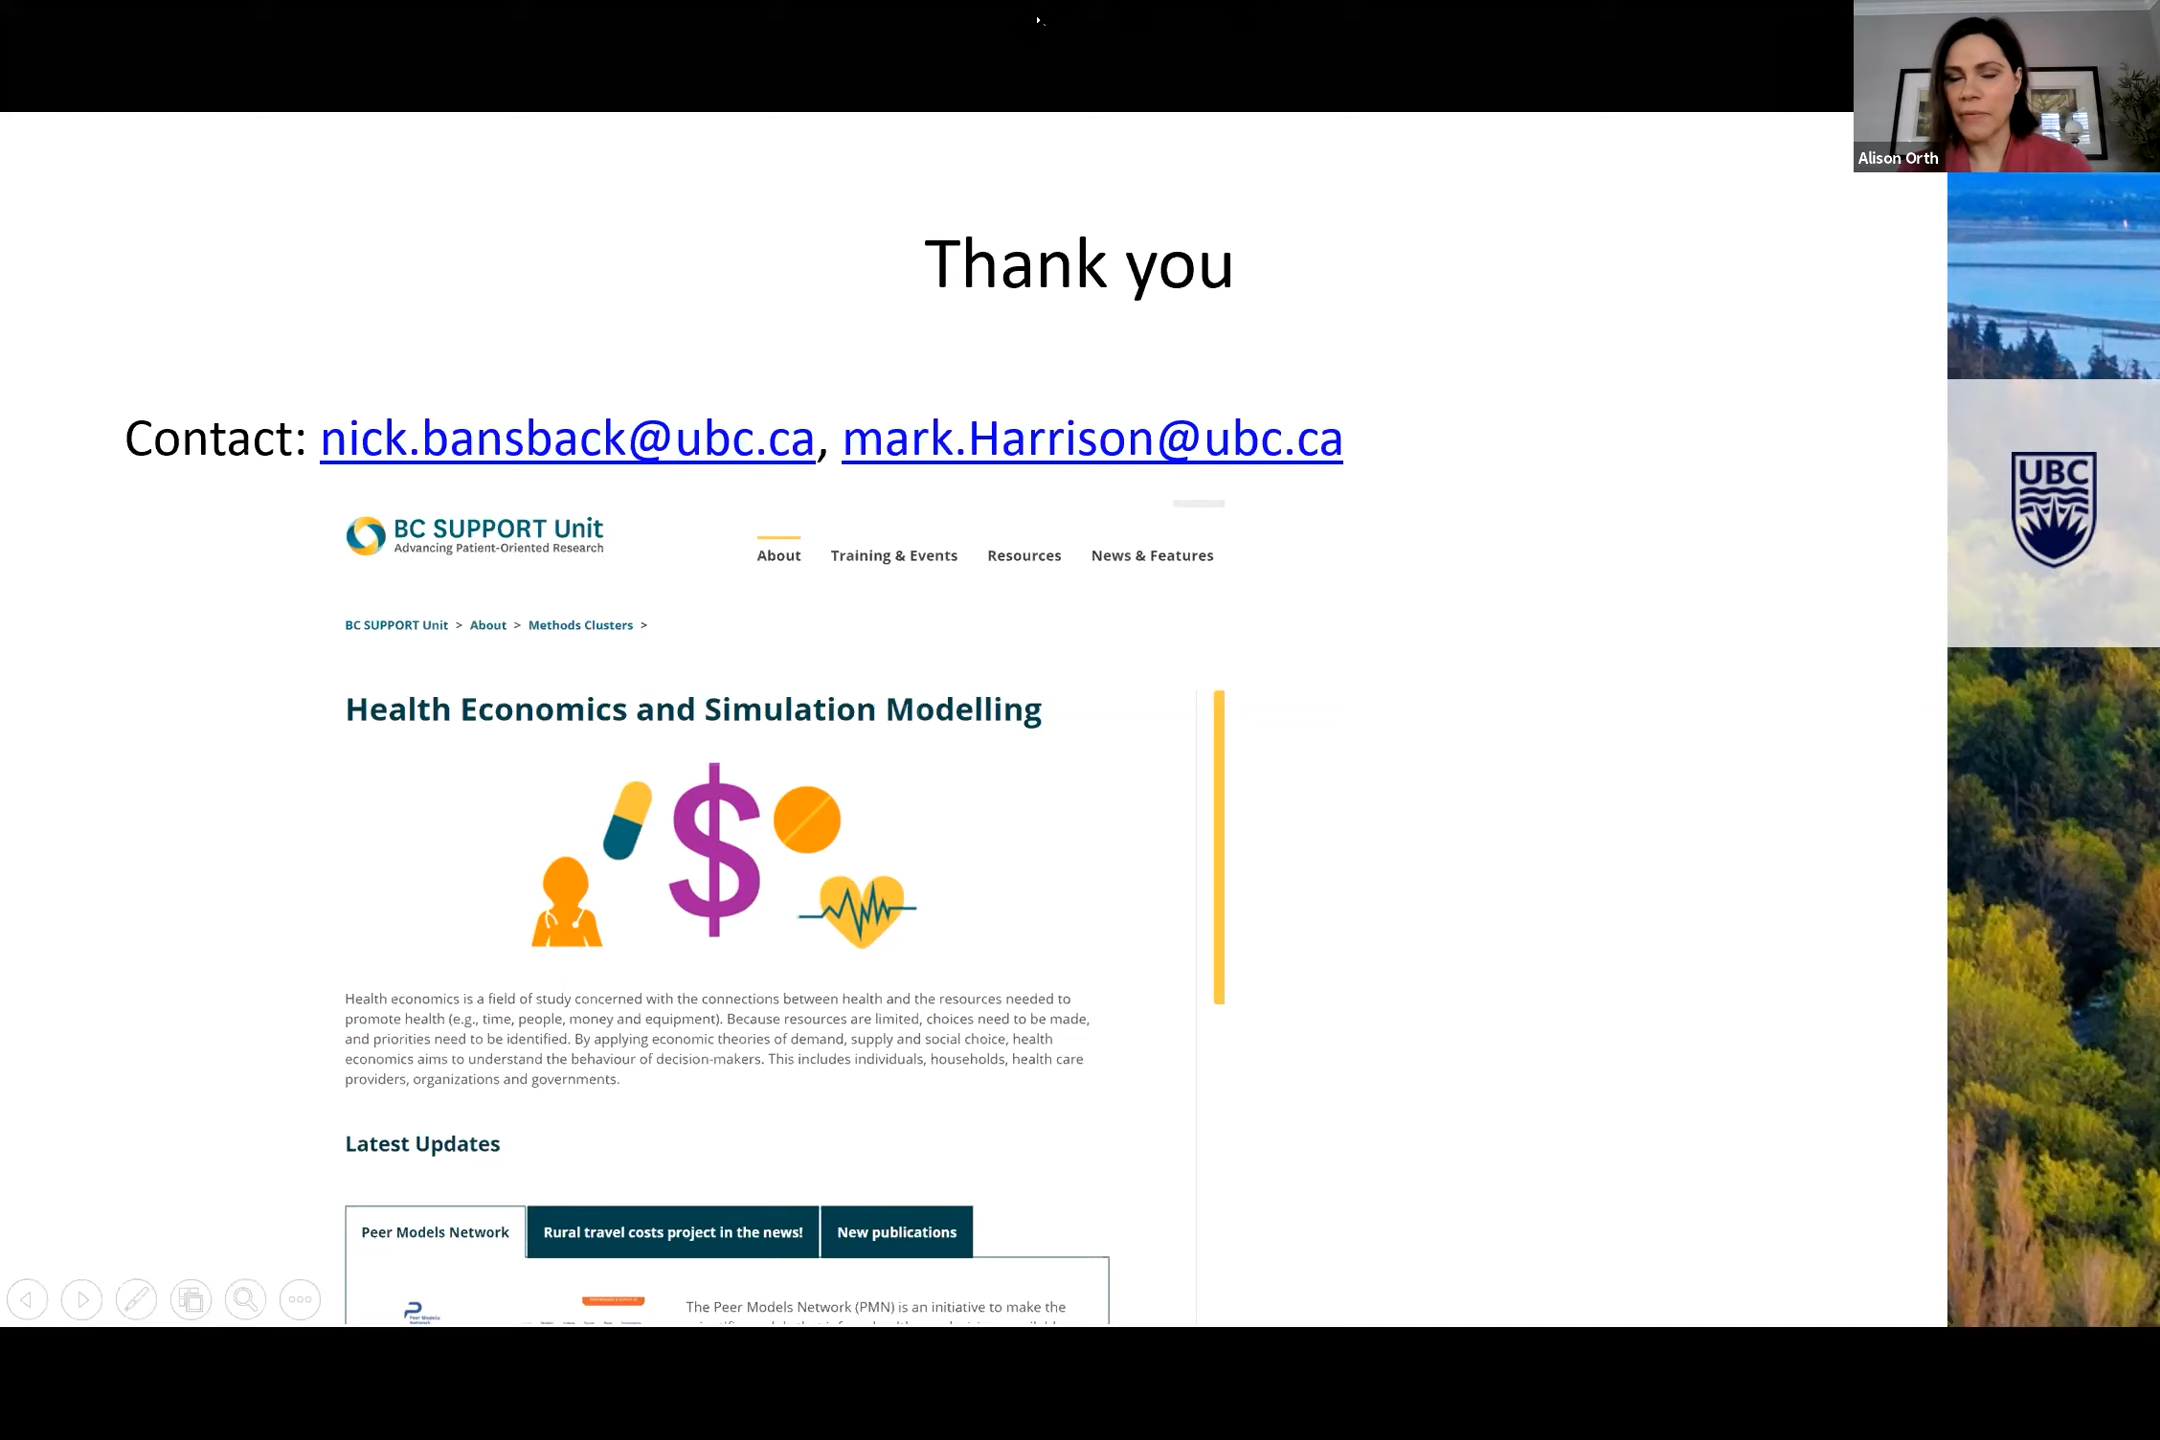 Alison Orth
Thank you
Contact: nick.bansback@ubc.ca, mark.Harrison@ubc.ca
UBC
BC SUPPORT Unit
Advancing Patient-Oriented Research
About Training & Events Resources News & Features
BC SUPPORT Unit > About > Methods Clusters >
Health Economics and Simulation Modelling
$
Health economics is a field of study concerned with the connections between health and the resources needed to
promote health (e.g., time, people, money and equipment). Because resources are limited, choices need to be made,
and priorities need to be identified. By applying economic theories of demand, supply and social choice, health
economics aims to understand the behaviour of decision-makers. This includes individuals, households, health care
providers, organizations and governments.
Latest Updates
Peer Models Network Rural travel costs project in the news! New publications
Peer Models
Network
The Peer Models Network (PMN) is an initiative to make the